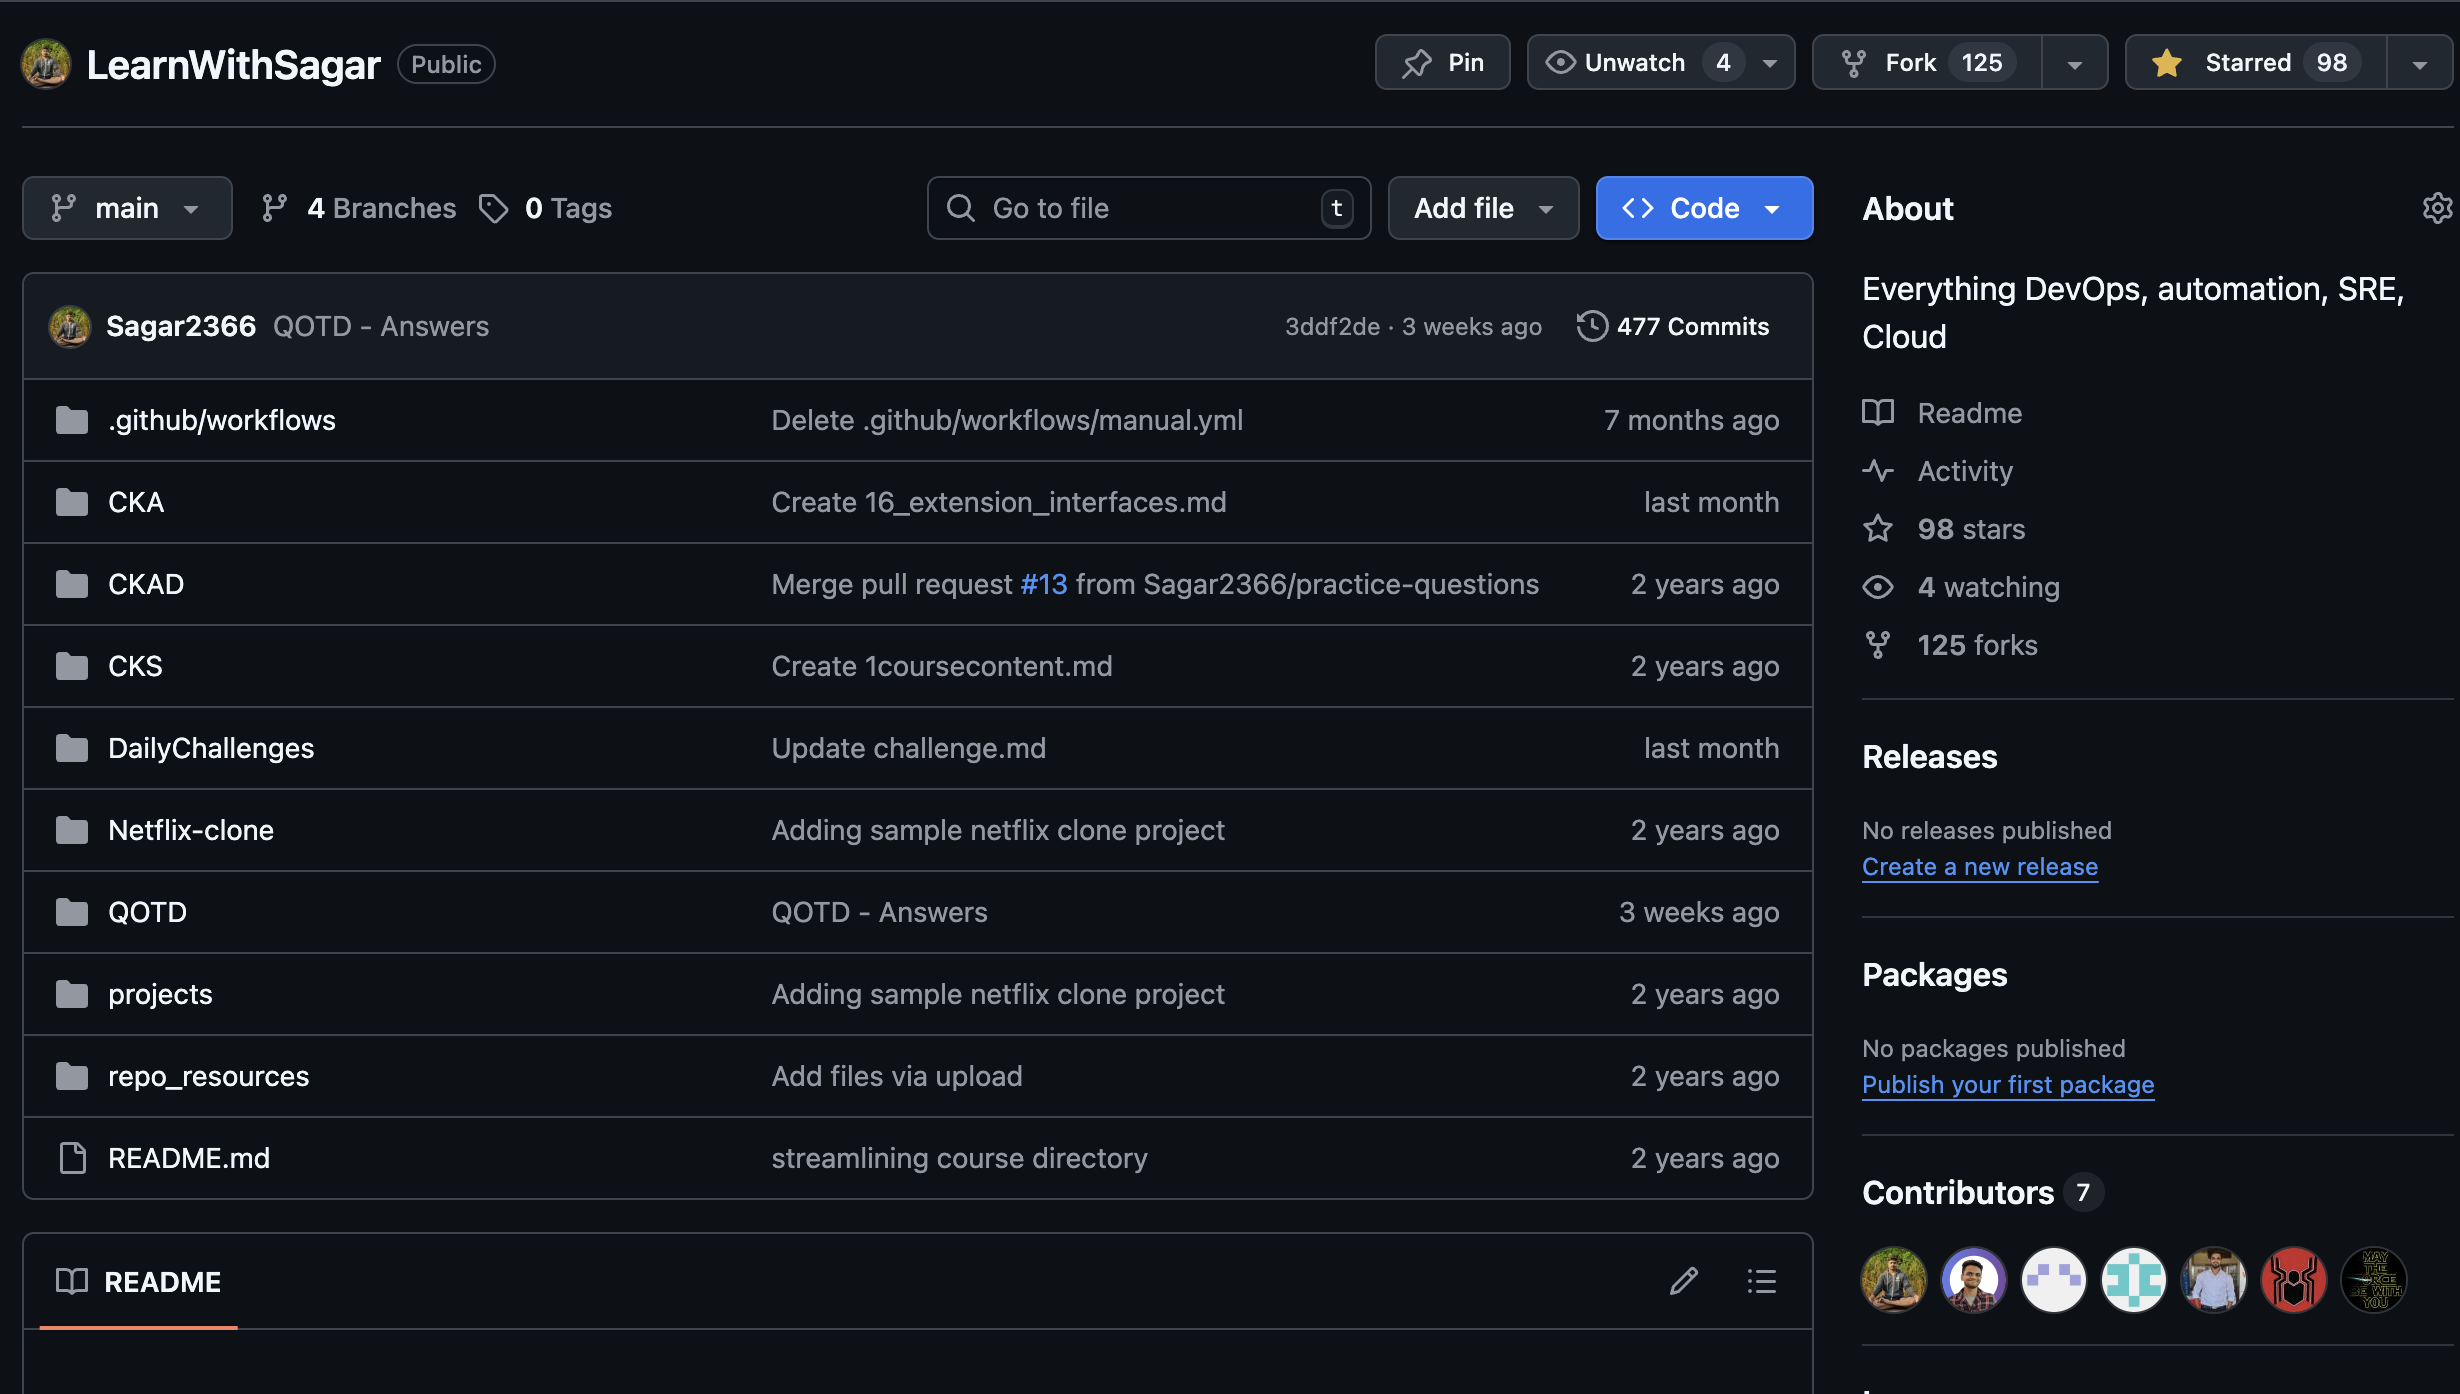 LearnWithSagar Public
Pin
Unwatch 4
Fork 125
Starred 98
main
4 Branches
0 Tags
Go to file t
Add file
Code
Sagar2366 QOTD - Answers 3ddf2de · 3 weeks ago 477 Commits
.github/workflows Delete .github/workflows/manual.yml 7 months ago
CKA Create 16_extension_interfaces.md last month
CKAD Merge pull request #13 from Sagar2366/practice-questions 2 years ago
CKS Create 1coursecontent.md 2 years ago
DailyChallenges Update challenge.md last month
Netflix-clone Adding sample netflix clone project 2 years ago
QOTD QOTD - Answers 3 weeks ago
projects Adding sample netflix clone project 2 years ago
repo_resources Add files via upload 2 years ago
README.md streamlining course directory 2 years ago
README
About
Everything DevOps, automation, SRE,
Cloud
Readme
Activity
98 stars
4 watching
125 forks
Releases
No releases published
Create a new release
Packages
No packages published
Publish your first package
Contributors 7
MAY
THE
FORCE
BE WITH
YOU